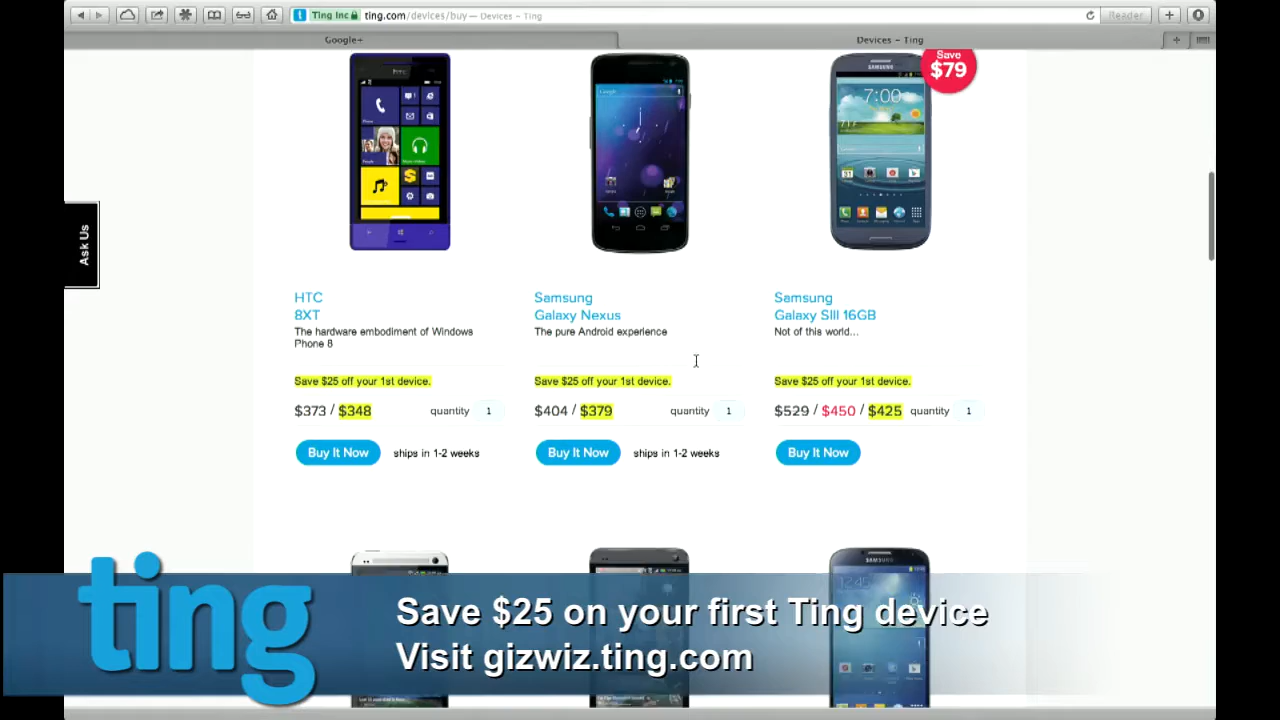 Ting Inc ting.com/devices/buy — Devices – Ting
Reader
Google+
Devices – Ting
Save
$79
7:00
Ask Us
HTC
8XT
The hardware embodiment of Windows
Phone 8
Save $25 off your 1st device.
$373 / $348 quantity 1
Buy It Now ships in 1-2 weeks
Samsung
Galaxy Nexus
The pure Android experience
Save $25 off your 1st device.
$404 / $379 quantity 1
Buy It Now ships in 1-2 weeks
Samsung
Galaxy SIII 16GB
Not of this world...
Save $25 off your 1st device.
$529 / $450 / $425 quantity 1
Buy It Now
SAMSUNG
12:45
ting
Save $25 on your first Ting device
Visit gizwiz.ting.com